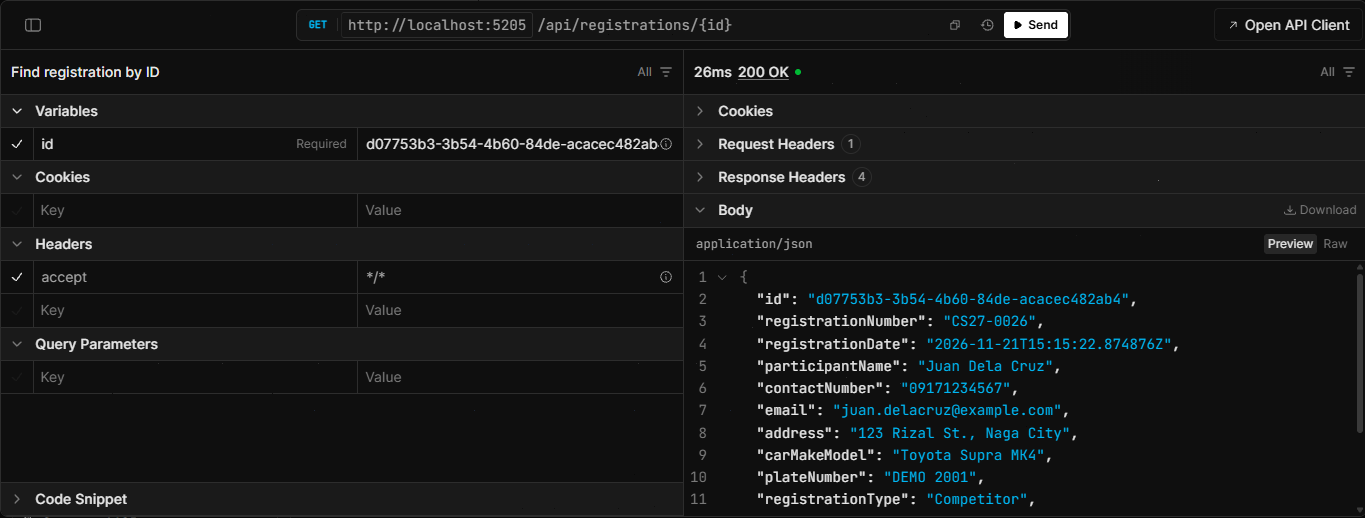 GET http://localhost:5205 /api/registrations/{id} Send Open API Client
Find registration by ID All
Variables
id Required d07753b3-3b54-4b60-84de-acacec482ab
Cookies
Key Value
Headers
accept */*
Key Value
Query Parameters
Key Value
Code Snippet
26ms 200 OK All
Cookies
Request Headers 1
Response Headers 4
Body Download
application/json Preview Raw
1 {
2 "id": "d07753b3-3b54-4b60-84de-acacec482ab4",
3 "registrationNumber": "CS27-0026",
4 "registrationDate": "2026-11-21T15:15:22.874876Z",
5 "participantName": "Juan Dela Cruz",
6 "contactNumber": "09171234567",
7 "email": "juan.delacruz@example.com",
8 "address": "123 Rizal St., Naga City",
9 "carMakeModel": "Toyota Supra MK4",
10 "plateNumber": "DEMO 2001",
11 "registrationType": "Competitor",